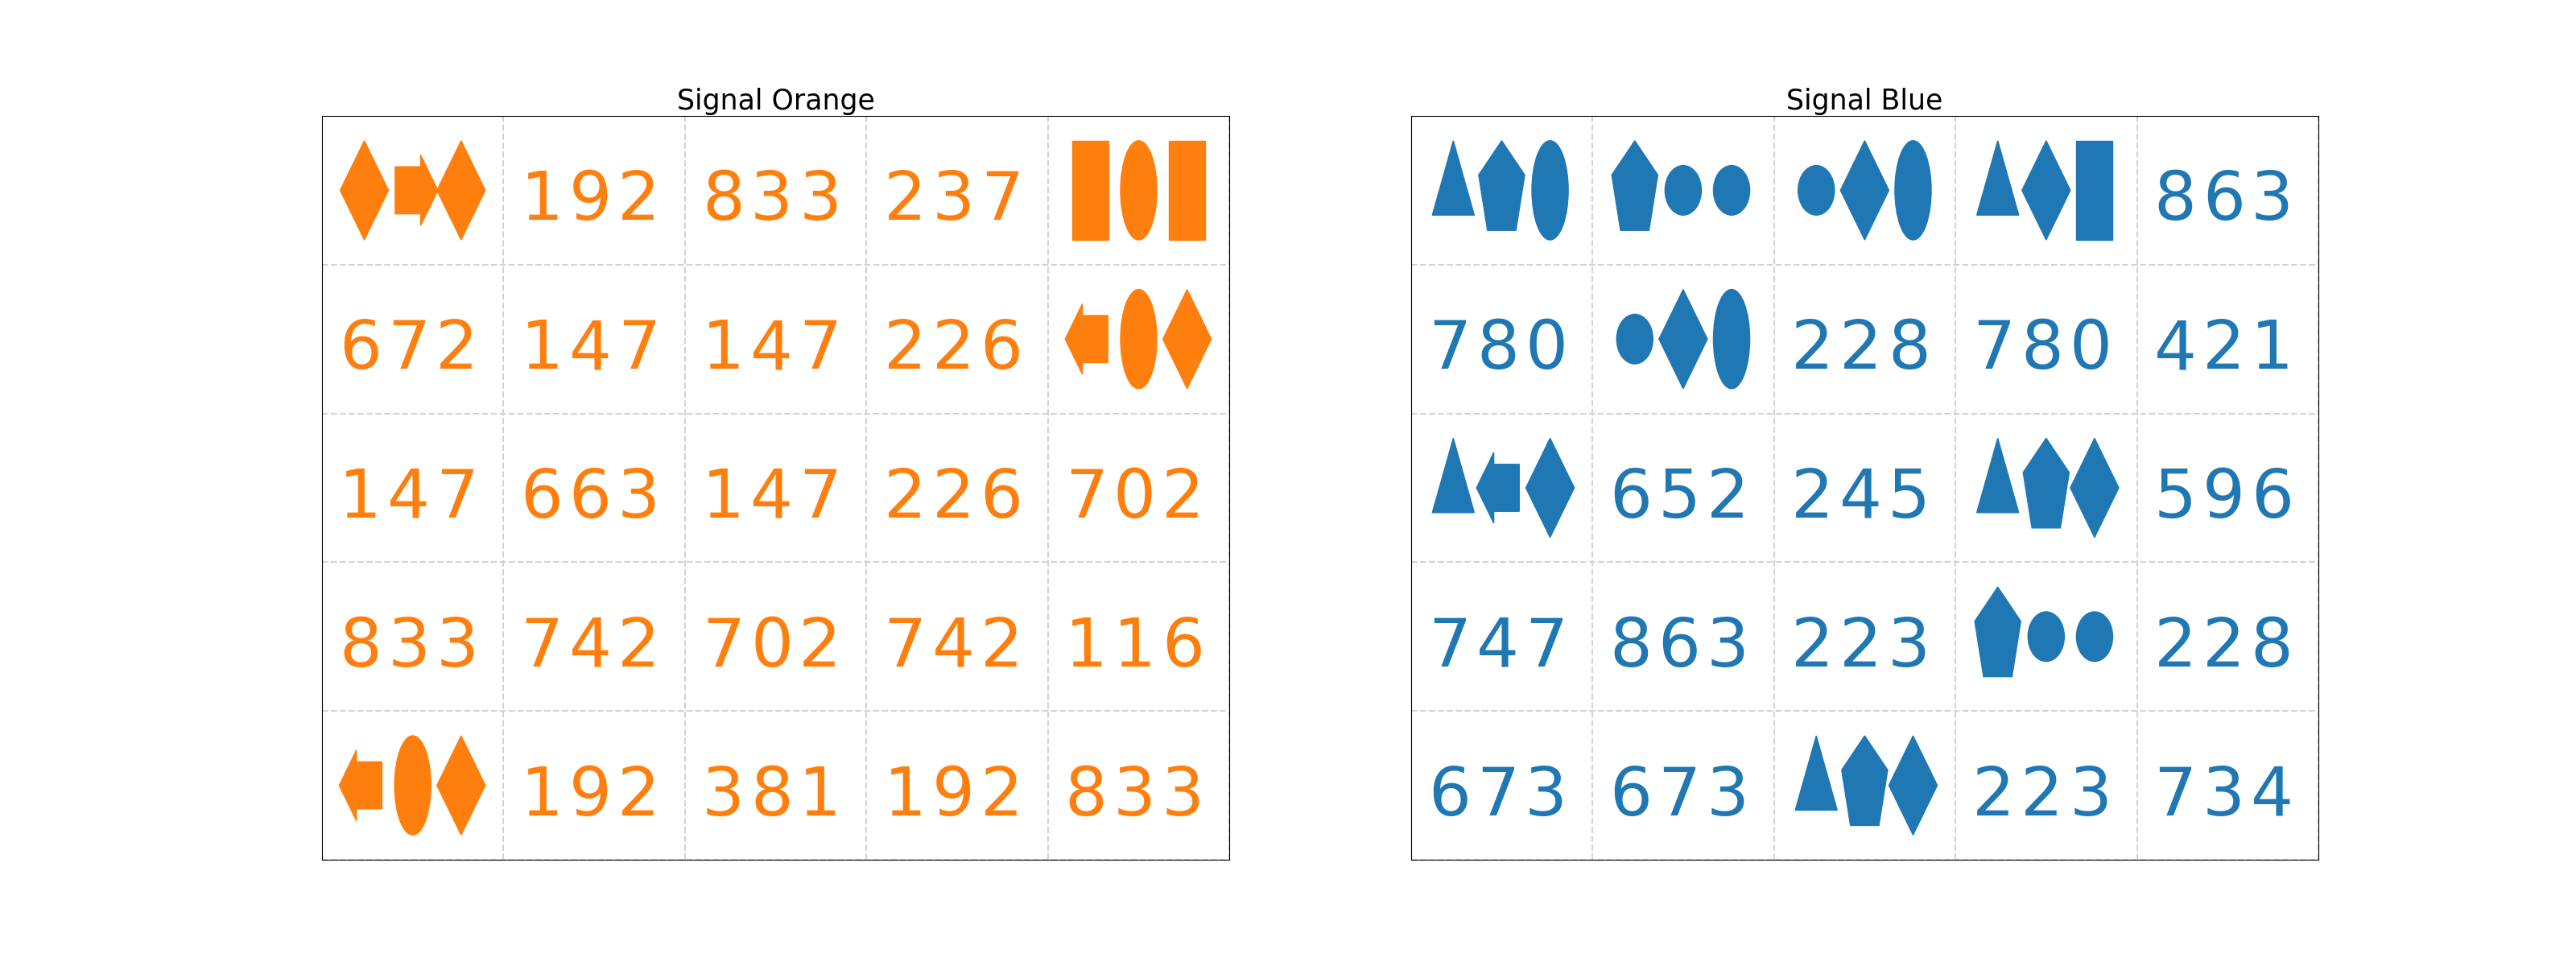 Signal Orange
192 833 237
672 147 147 226
147 663 147 226 702
833 742 702 742 116
192 381 192 833
Signal Blue
863
780 228 780 421
652 245 596
747 863 223 228
673 673 223 734